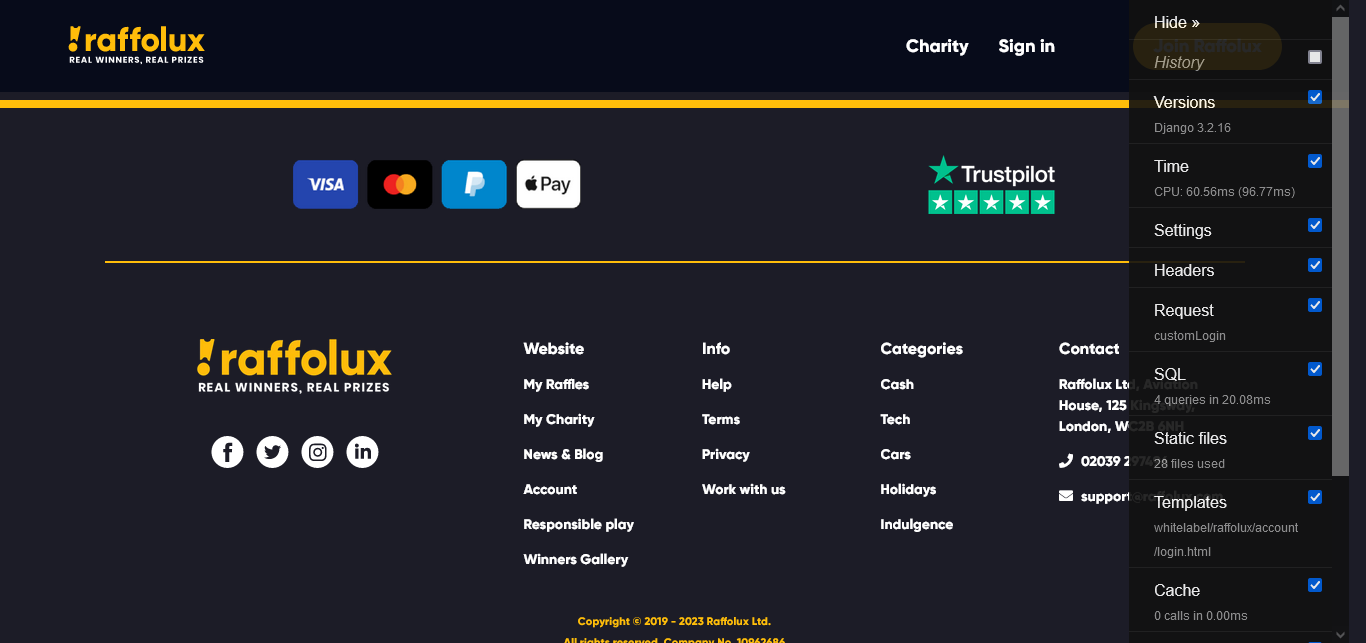 raffolux
REAL WINNERS, REAL PRIZES
Charity
Sign in
Join Raffolux
Hide »
History
Versions
Django 3.2.16
Time
CPU: 60.56ms (96.77ms)
Settings
Headers
Request
customLogin
SQL
4 queries in 20.08ms
Static files
28 files used
Templates
whitelabel/raffolux/account
/login.html
Cache
0 calls in 0.00ms
VISA
Pay
Trustpilot
raffolux
REAL WINNERS, REAL PRIZES
Website
My Raffles
My Charity
News & Blog
Account
Responsible play
Winners Gallery
Info
Help
Terms
Privacy
Work with us
Categories
Cash
Tech
Cars
Holidays
Indulgence
Contact
Raffolux Ltd, Aviation
House, 125 Kingsway,
London, WC2B 6NH
02039
support@raffolux.com
Copyright © 2019 - 2023 Raffolux Ltd.
All rights reserved. Company No. 10962686